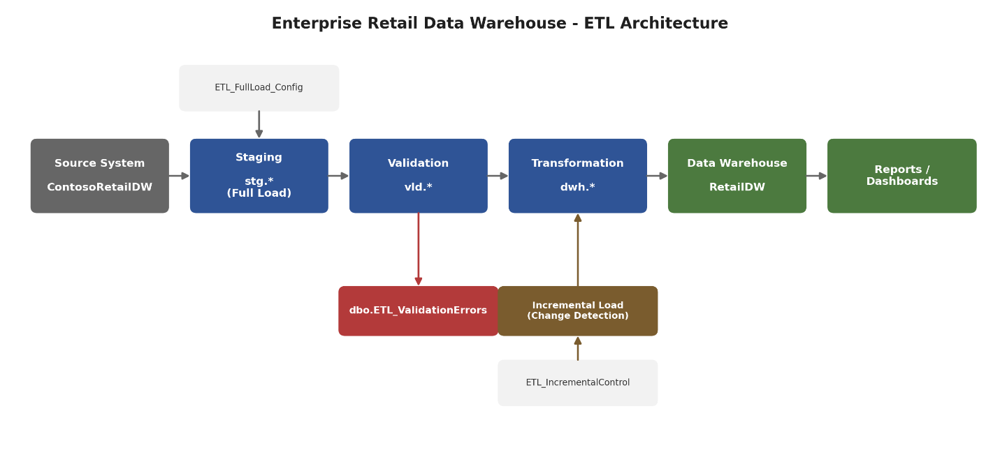 Enterprise Retail Data Warehouse - ETL Architecture
ETL_FullLoad_Config
Source System
ContosoRetailDW
Staging
stg.*
(Full Load)
Validation
vld.*
Transformation
dwh.*
Data Warehouse
RetailDW
Reports /
Dashboards
dbo.ETL_ValidationErrors
Incremental Load
(Change Detection)
ETL_IncrementalControl